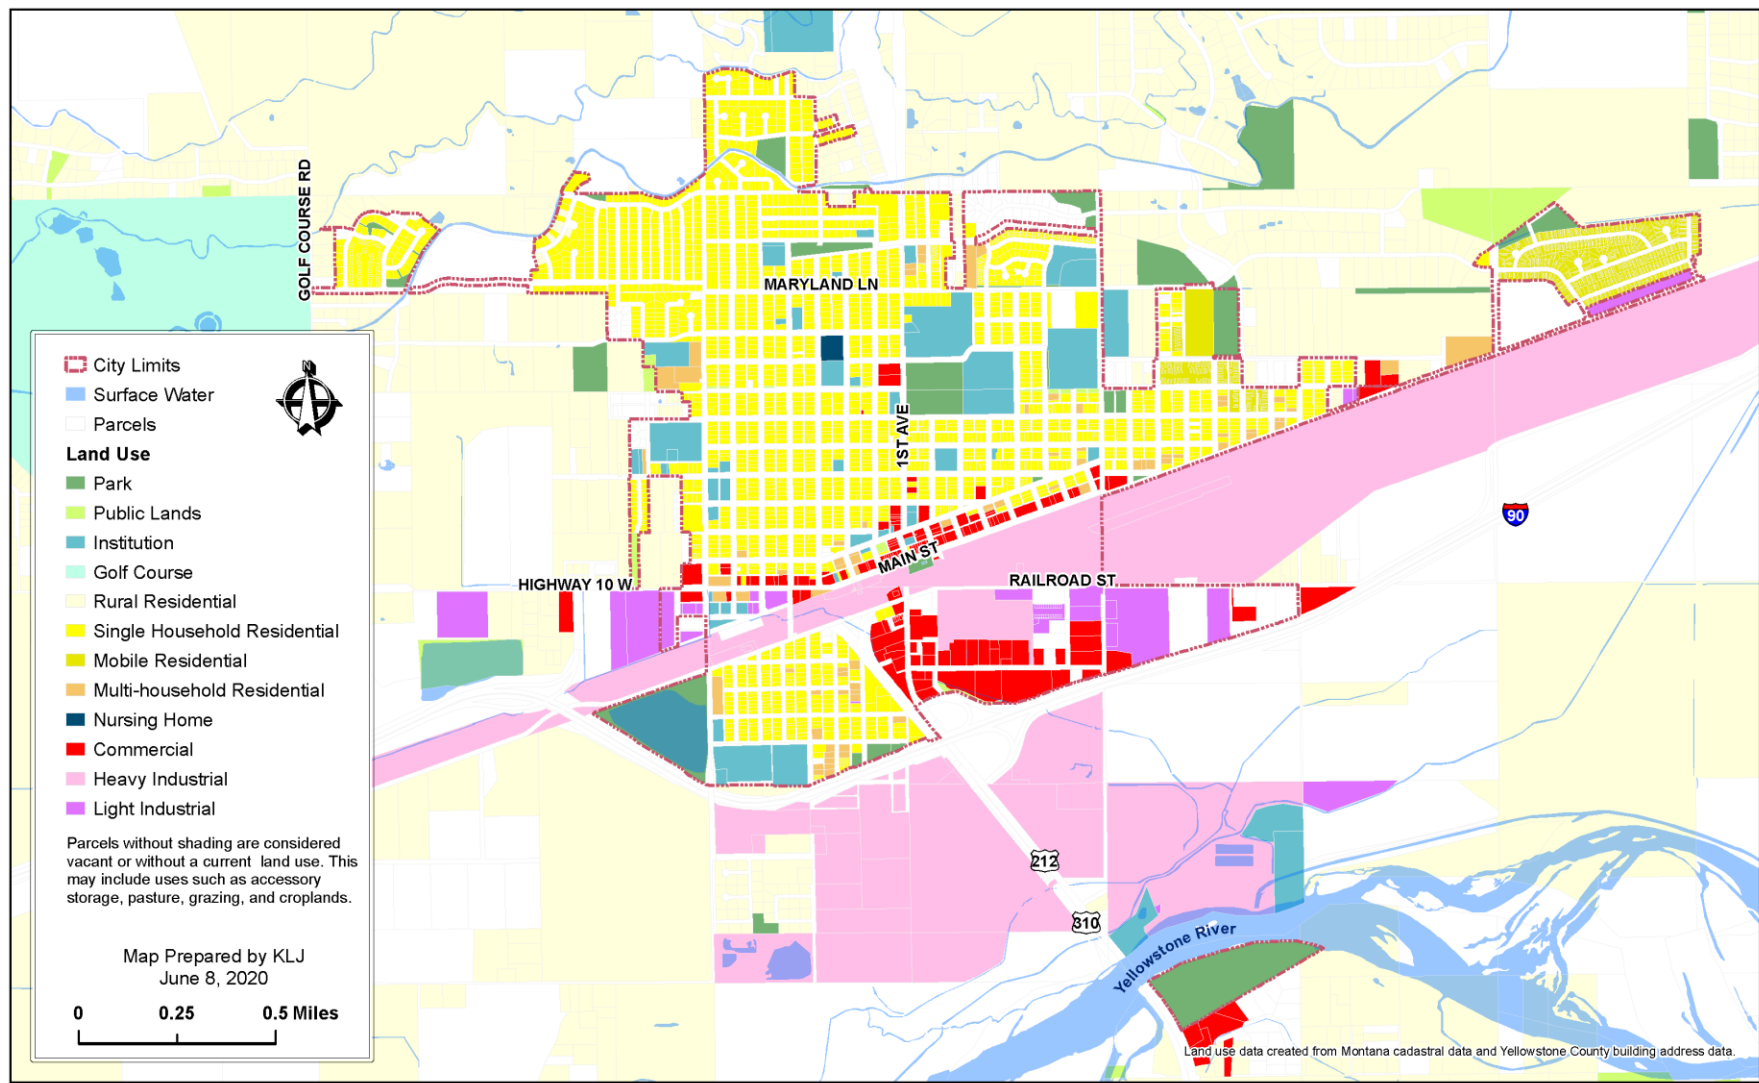 GOLF COURSE RD
MARYLAND LN
1ST AVE
MAIN ST
HIGHWAY 10 W
RAILROAD ST
90
212
310
Yellowstone River
City Limits
N
Surface Water
Parcels
Land Use
Park
Public Lands
Institution
Golf Course
Rural Residential
Single Household Residential
Mobile Residential
Multi-household Residential
Nursing Home
Commercial
Heavy Industrial
Light Industrial
Parcels without shading are considered
vacant or without a current land use. This
may include uses such as accessory
storage, pasture, grazing, and croplands.
Map Prepared by KLJ
June 8, 2020
0 0.25 0.5 Miles
Land use data created from Montana cadastral data and Yellowstone County building address data.